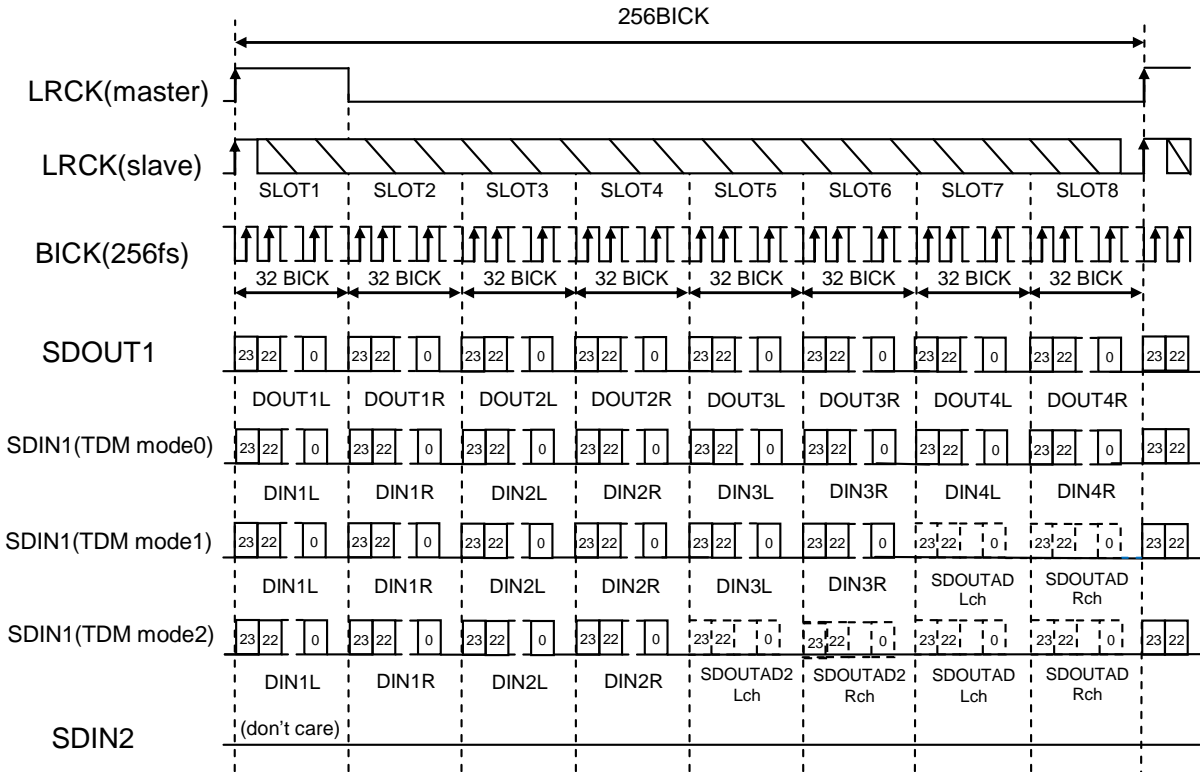 256BICK
LRCK(master)
LRCK(slave)
SLOT1 SLOT2 SLOT3 SLOT4 SLOT5 SLOT6 SLOT7 SLOT8
BICK(256fs)
32 BICK 32 BICK 32 BICK 32 BICK 32 BICK 32 BICK 32 BICK 32 BICK
SDOUT1 23 22 0 23 22 0 23 22 0 23 22 0 23 22 0 23 22 0 23 22 0 23 22 0 23 22
DOUT1L DOUT1R DOUT2L DOUT2R DOUT3L DOUT3R DOUT4L DOUT4R
SDIN1(TDM mode0) 23 22 0 23 22 0 23 22 0 23 22 0 23 22 0 23 22 0 23 22 0 23 22 0 23 22
DIN1L DIN1R DIN2L DIN2R DIN3L DIN3R DIN4L DIN4R
SDIN1(TDM mode1) 23 22 0 23 22 0 23 22 0 23 22 0 23 22 0 23 22 0 23 22 0 23 22 0 23 22
DIN1L DIN1R DIN2L DIN2R DIN3L DIN3R SDOUTAD Lch SDOUTAD Rch
SDIN1(TDM mode2) 23 22 0 23 22 0 23 22 0 23 22 0 23 22 0 23 22 0 23 22 0 23 22 0 23 22
DIN1L DIN1R DIN2L DIN2R SDOUTAD2 Lch SDOUTAD2 Rch SDOUTAD Lch SDOUTAD Rch
SDIN2 (don't care)